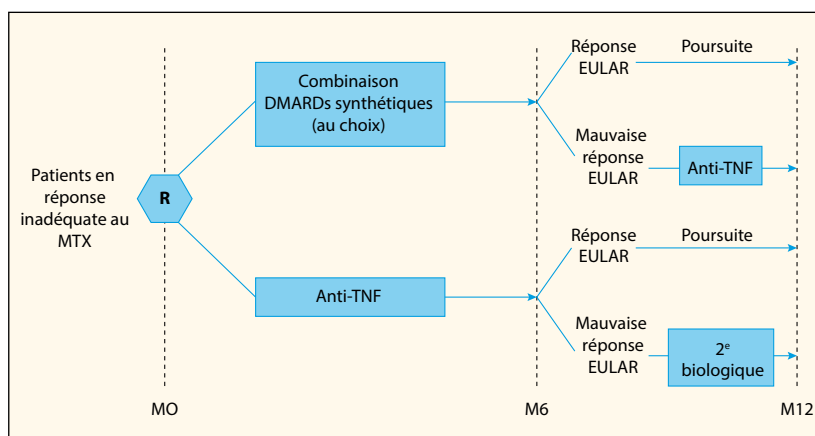 Patients en
réponse
inadéquate au
MTX
R
Combinaison
DMARDs synthétiques
(au choix)
Réponse
EULAR
Poursuite
Mauvaise
réponse
EULAR
Anti-TNF
Anti-TNF
Réponse
EULAR
Poursuite
Mauvaise
réponse
EULAR
2e
biologique
MO
M6
M12